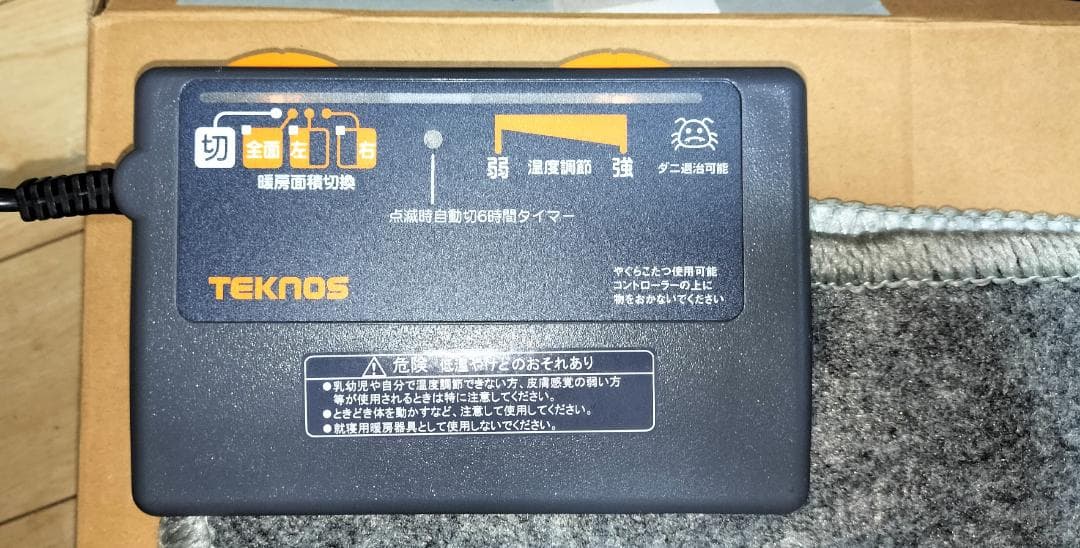 切 全面 左 右
暖房面積切換
弱 温度調節 強
ダニ退治可能
点滅時自動切6時間タイマー
TEKNOS
やぐらこたつ使用可能
コントローラーの上に
物をおかないでください
危険 低温やけどのおそれあり
●乳幼児や自分で温度調節できない方、皮膚感覚の弱い方
等が使用されるときは特に注意してください。
●ときどき体を動かすなど、注意して使用してください。
●就寝用暖房器具として使用しないでください。